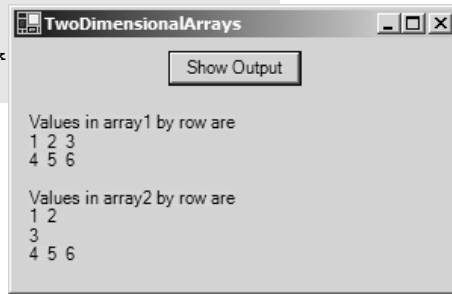 TwoDimensionalArrays
Show Output
Values in array1 by row are
1 2 3
4 5 6
Values in array2 by row are
1 2
3
4 5 6